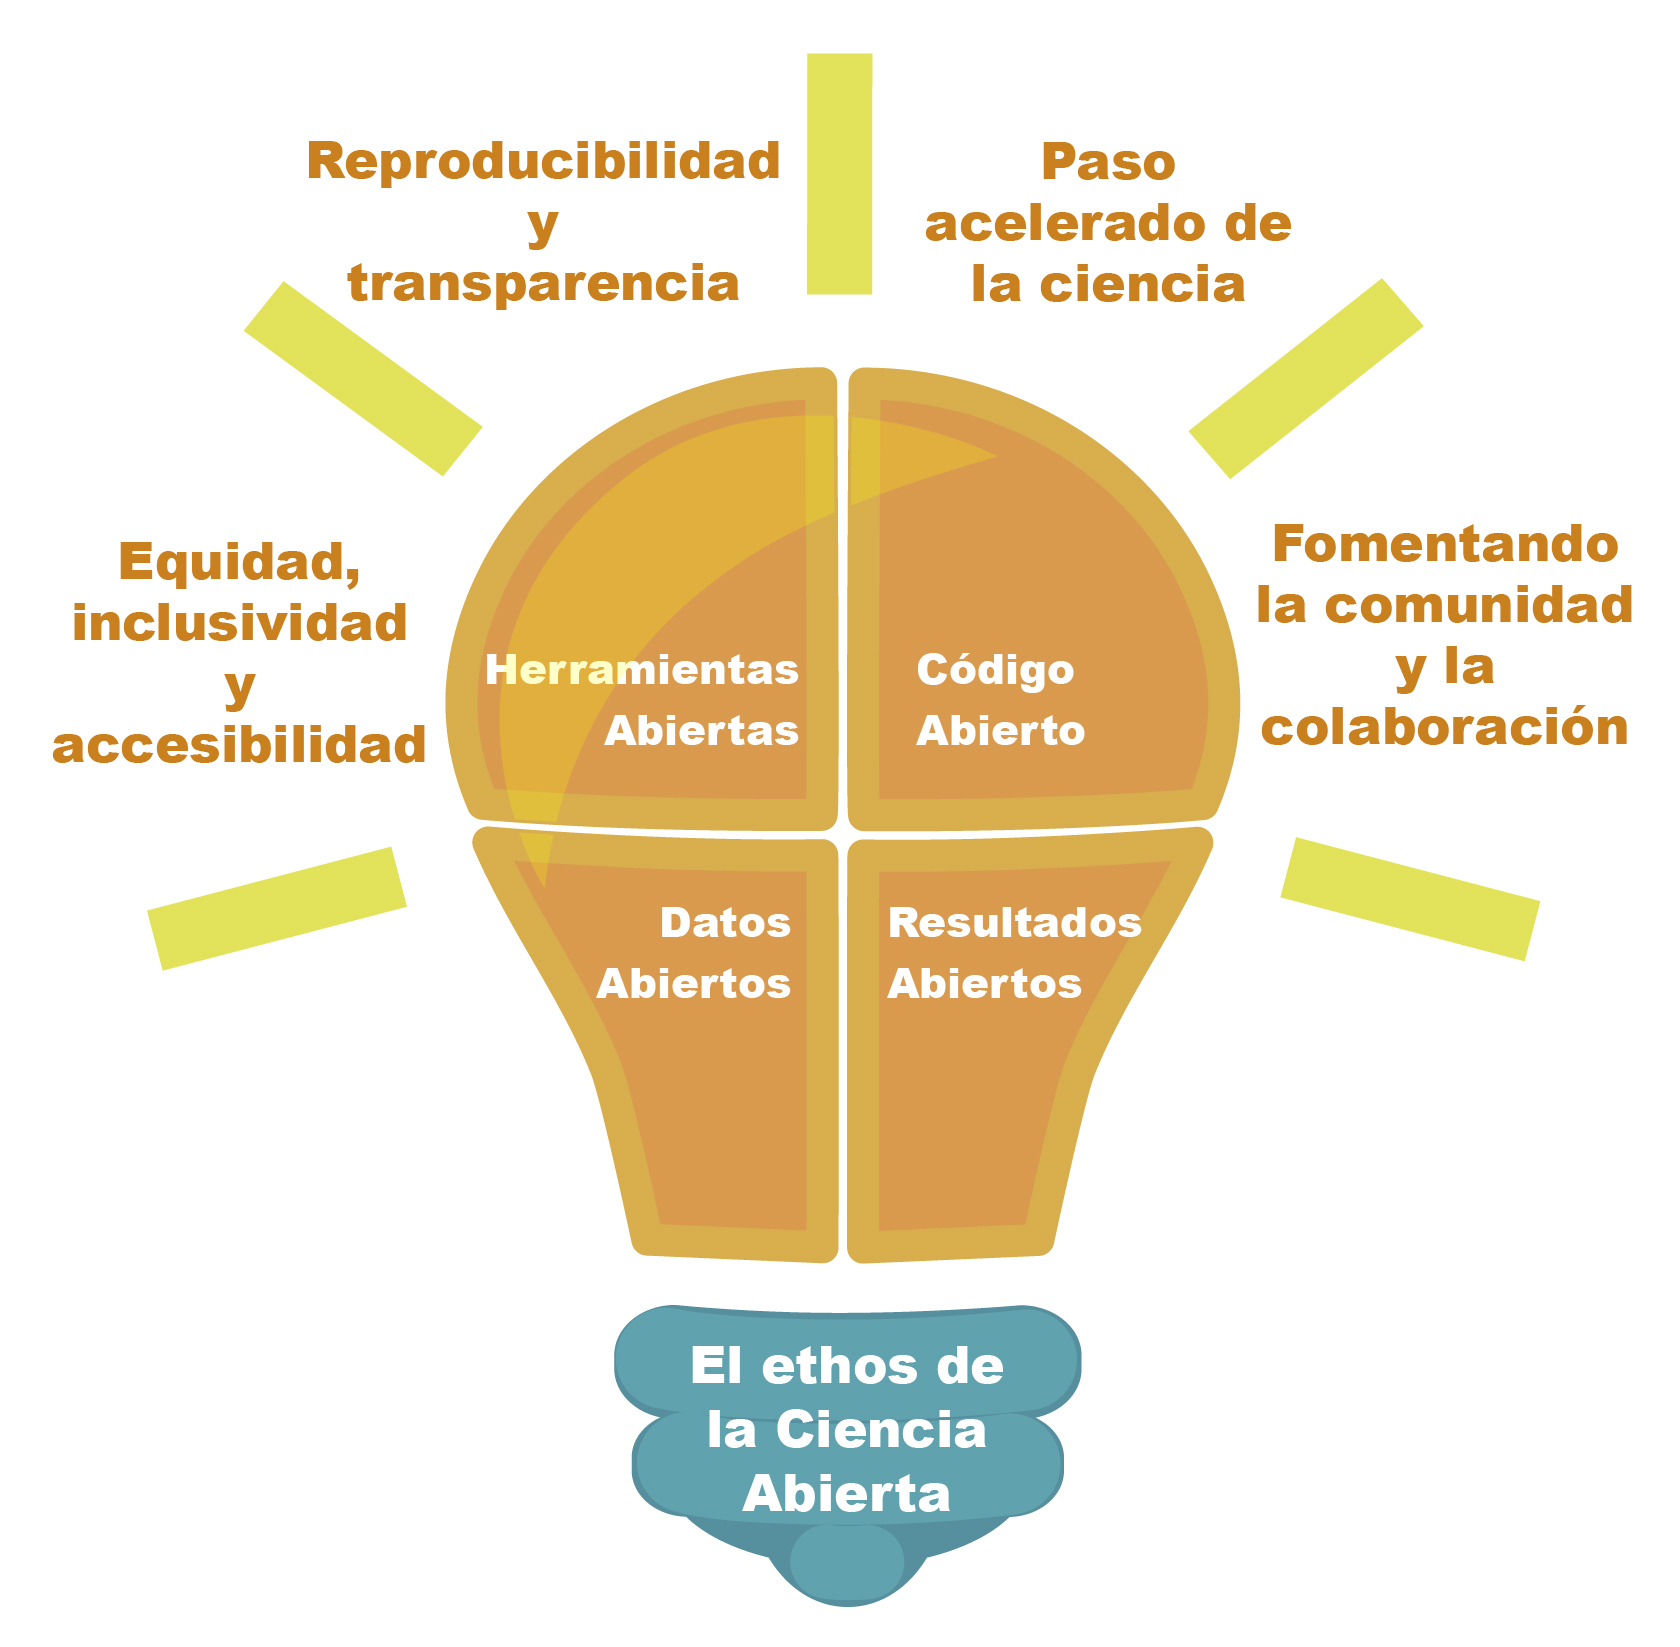 Reproducibilidad
y
transparencia
Paso
acelerado de
la ciencia
Equidad,
inclusividad
y
accesibilidad
Fomentando
la comunidad
y la
colaboración
Herramientas
Abiertas
Código
Abierto
Datos
Abiertos
Resultados
Abiertos
El ethos de
la Ciencia
Abierta